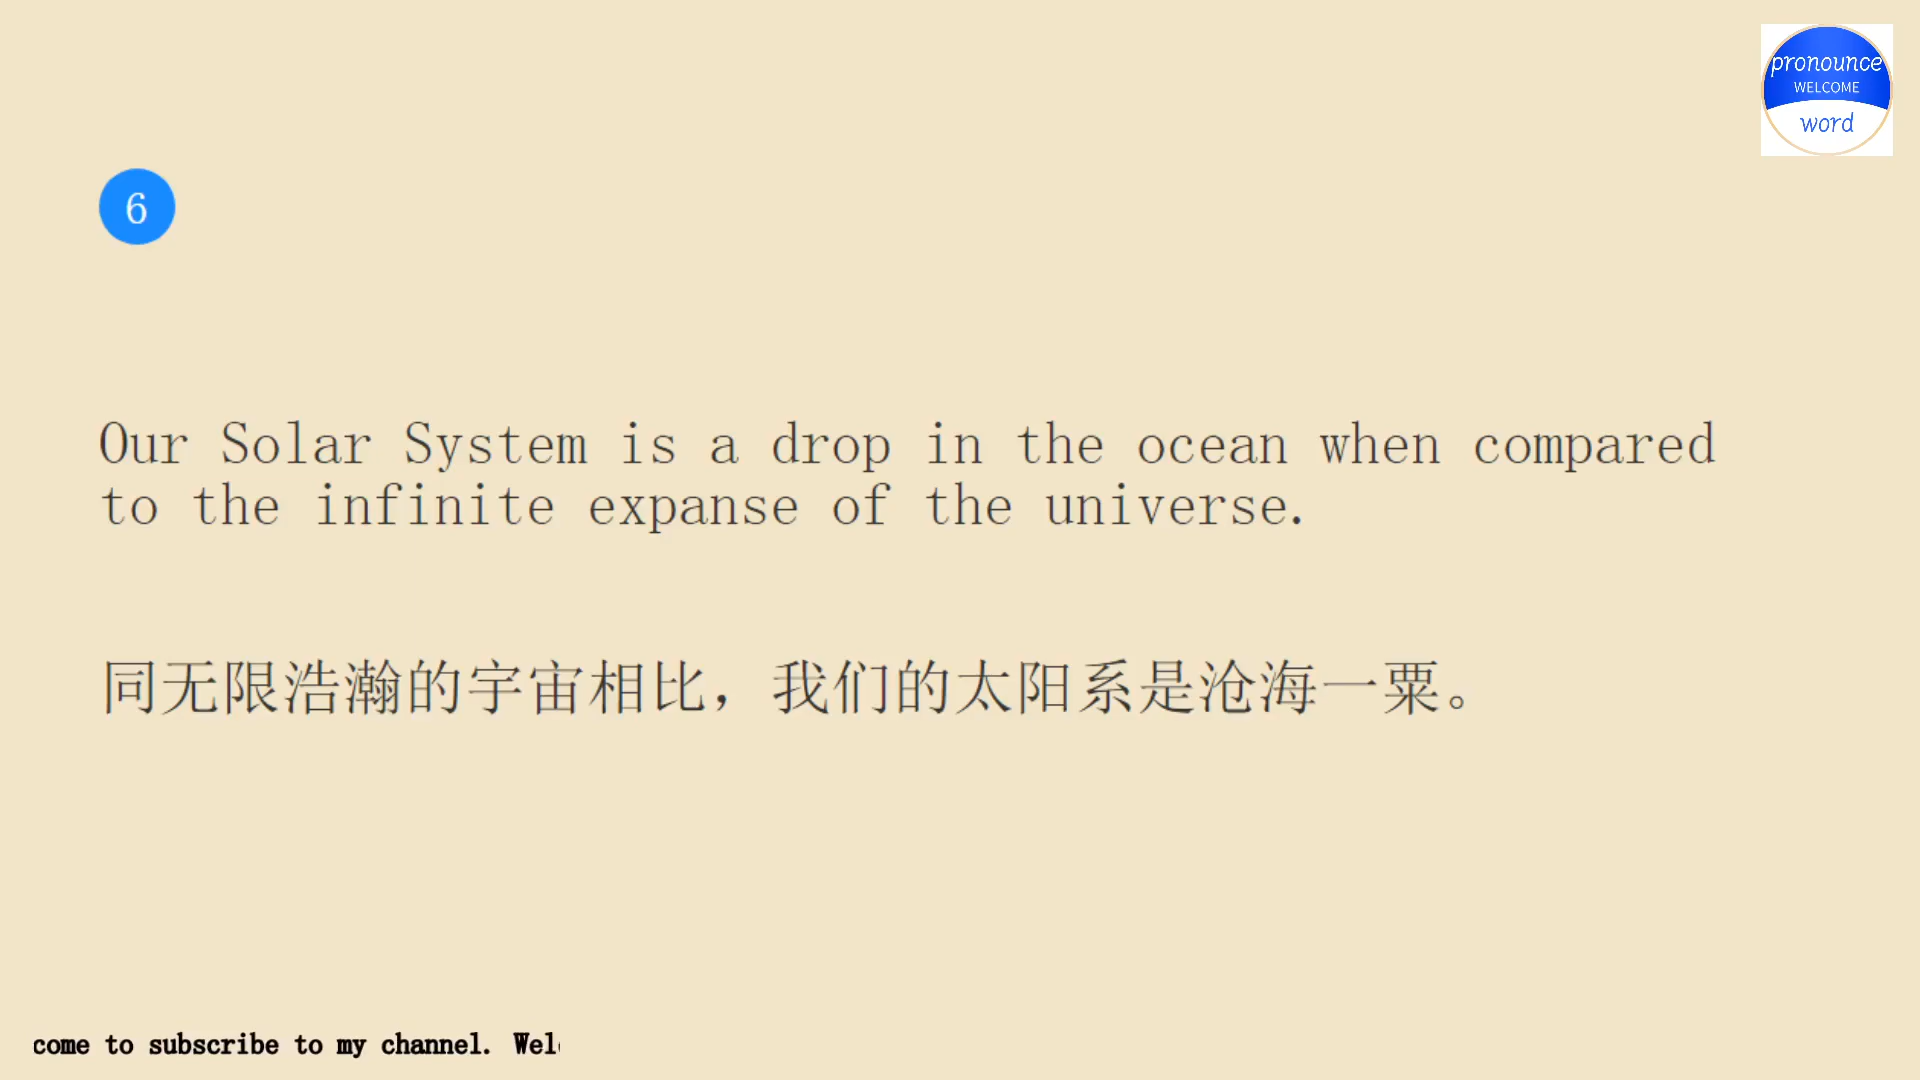 pronounce
WELCOME
word
6
Our Solar System is a drop in the ocean when compared
to the infinite expanse of the universe.
同无限浩瀚的宇宙相比，我们的太阳系是沧海一粟。
come to subscribe to my channel. Wel